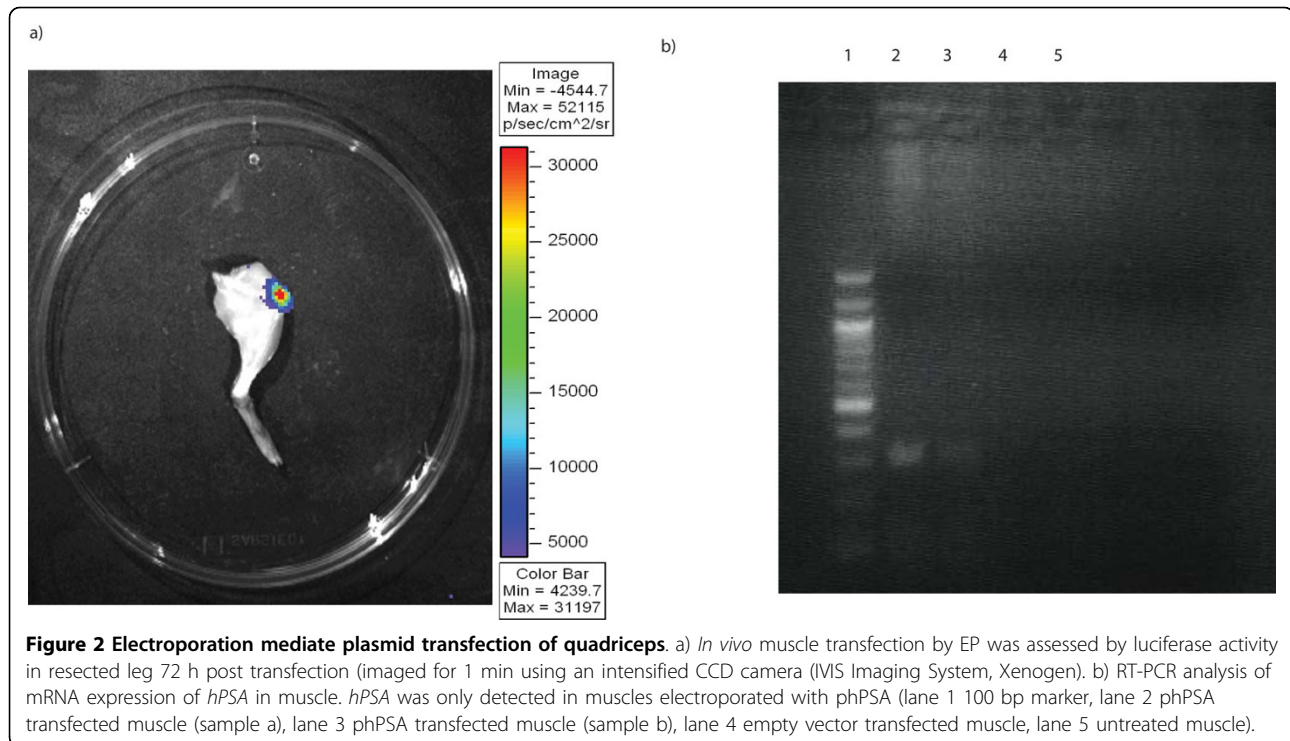 a)
b)
1 2 3 4 5
Image
Min = -4544.7
Max = 52115
p/sec/cm^2/sr
30000
25000
20000
15000
10000
5000
Color Bar
Min = 4239.7
Max = 31197
Figure 2 Electroporation mediate plasmid transfection of quadriceps. a) In vivo muscle transfection by EP was assessed by luciferase activity
in resected leg 72 h post transfection (imaged for 1 min using an intensified CCD camera (IVIS Imaging System, Xenogen). b) RT-PCR analysis of
mRNA expression of hPSA in muscle. hPSA was only detected in muscles electroporated with phPSA (lane 1 100 bp marker, lane 2 phPSA
transfected muscle (sample a), lane 3 phPSA transfected muscle (sample b), lane 4 empty vector transfected muscle, lane 5 untreated muscle).